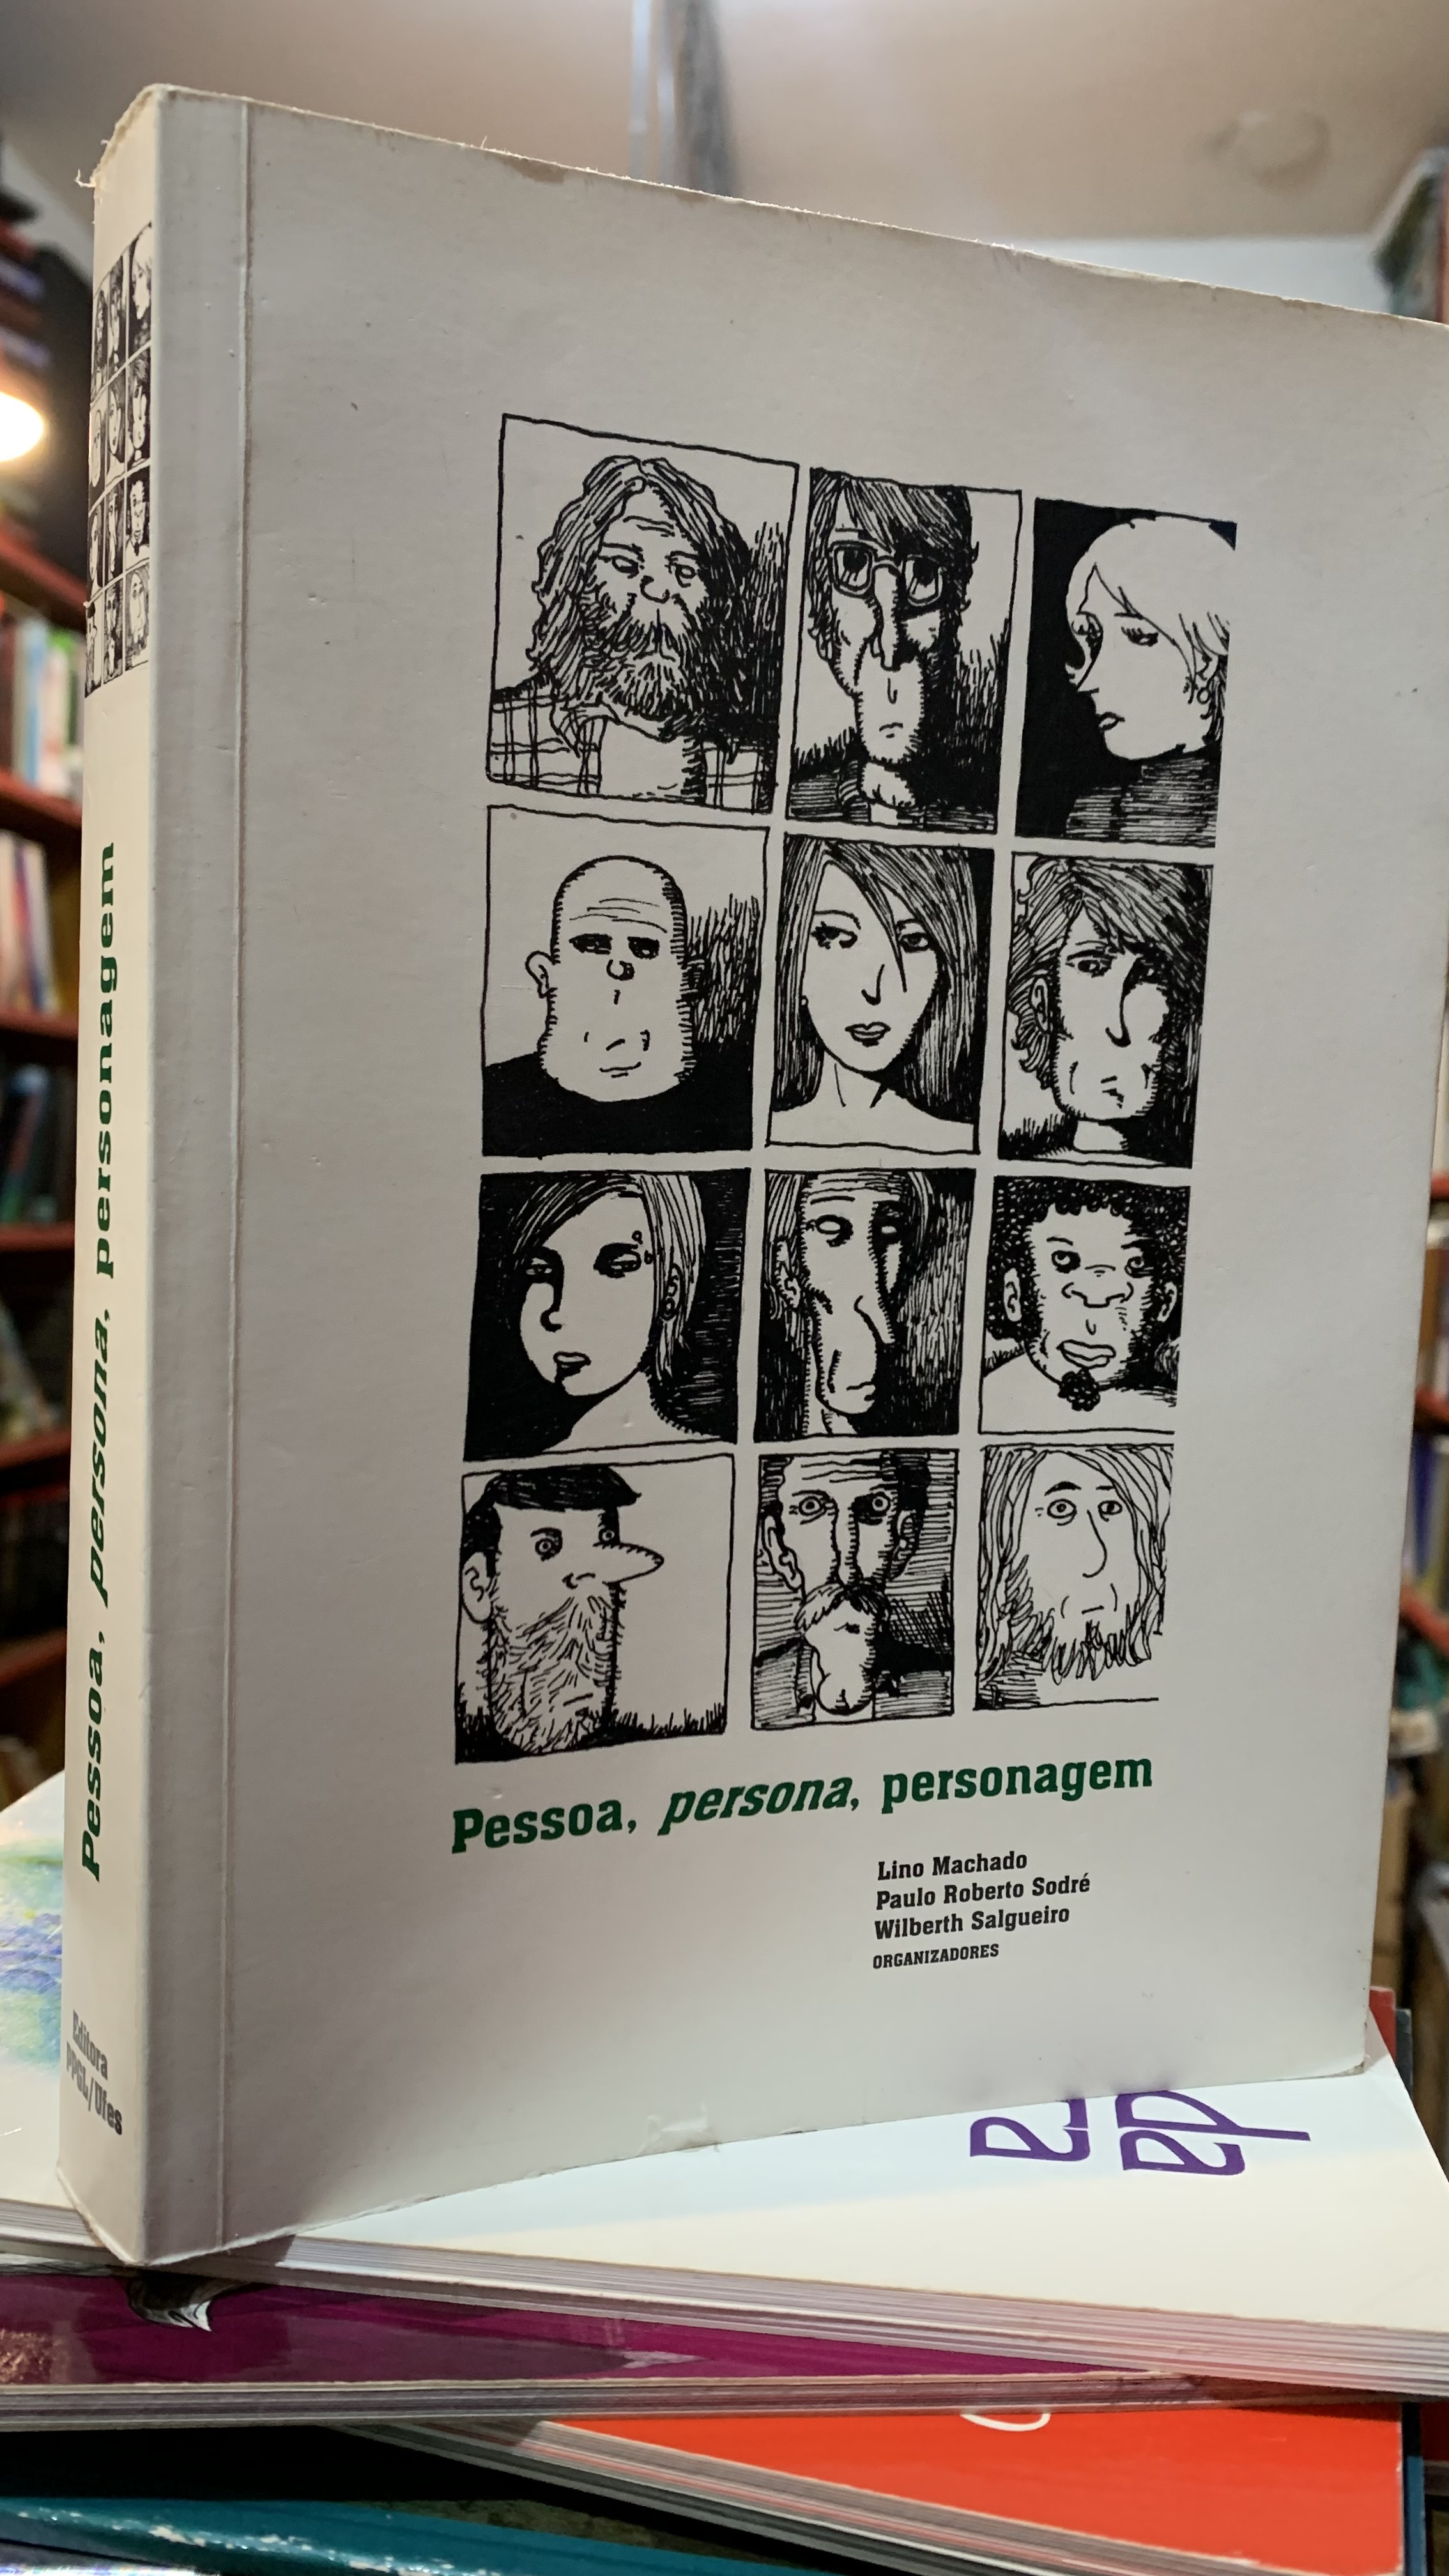 Pessoa, persona, personagem
Editora
PPGL/Ufes
Pessoa, persona, personagem
Lino Machado
Paulo Roberto Sodré
Wilberth Salgueiro
ORGANIZADORES